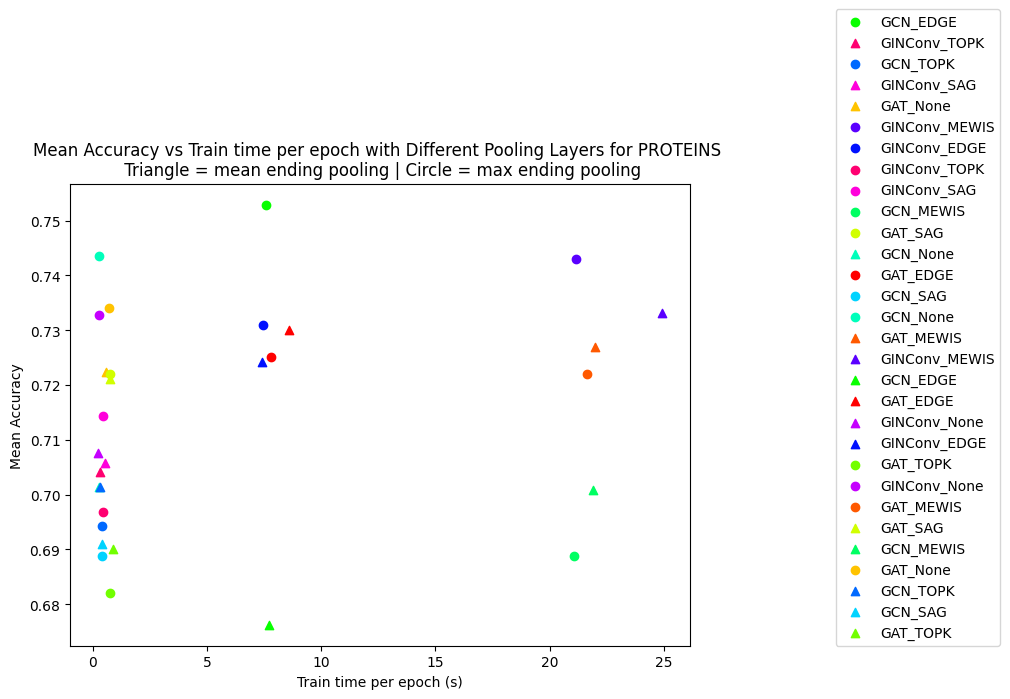 Mean Accuracy vs Train time per epoch with Different Pooling Layers for PROTEINS
Triangle = mean ending pooling | Circle = max ending pooling
Mean Accuracy
0.75
0.74
0.73
0.72
0.71
0.70
0.69
0.68
0
5
10
15
20
25
Train time per epoch (s)
GCN_EDGE
GINConv_TOPK
GCN_TOPK
GINConv_SAG
GAT_None
GINConv_MEWIS
GINConv_EDGE
GINConv_TOPK
GINConv_SAG
GCN_MEWIS
GAT_SAG
GCN_None
GAT_EDGE
GCN_SAG
GCN_None
GAT_MEWIS
GINConv_MEWIS
GCN_EDGE
GAT_EDGE
GINConv_None
GINConv_EDGE
GAT_TOPK
GINConv_None
GAT_MEWIS
GAT_SAG
GCN_MEWIS
GAT_None
GCN_TOPK
GCN_SAG
GAT_TOPK